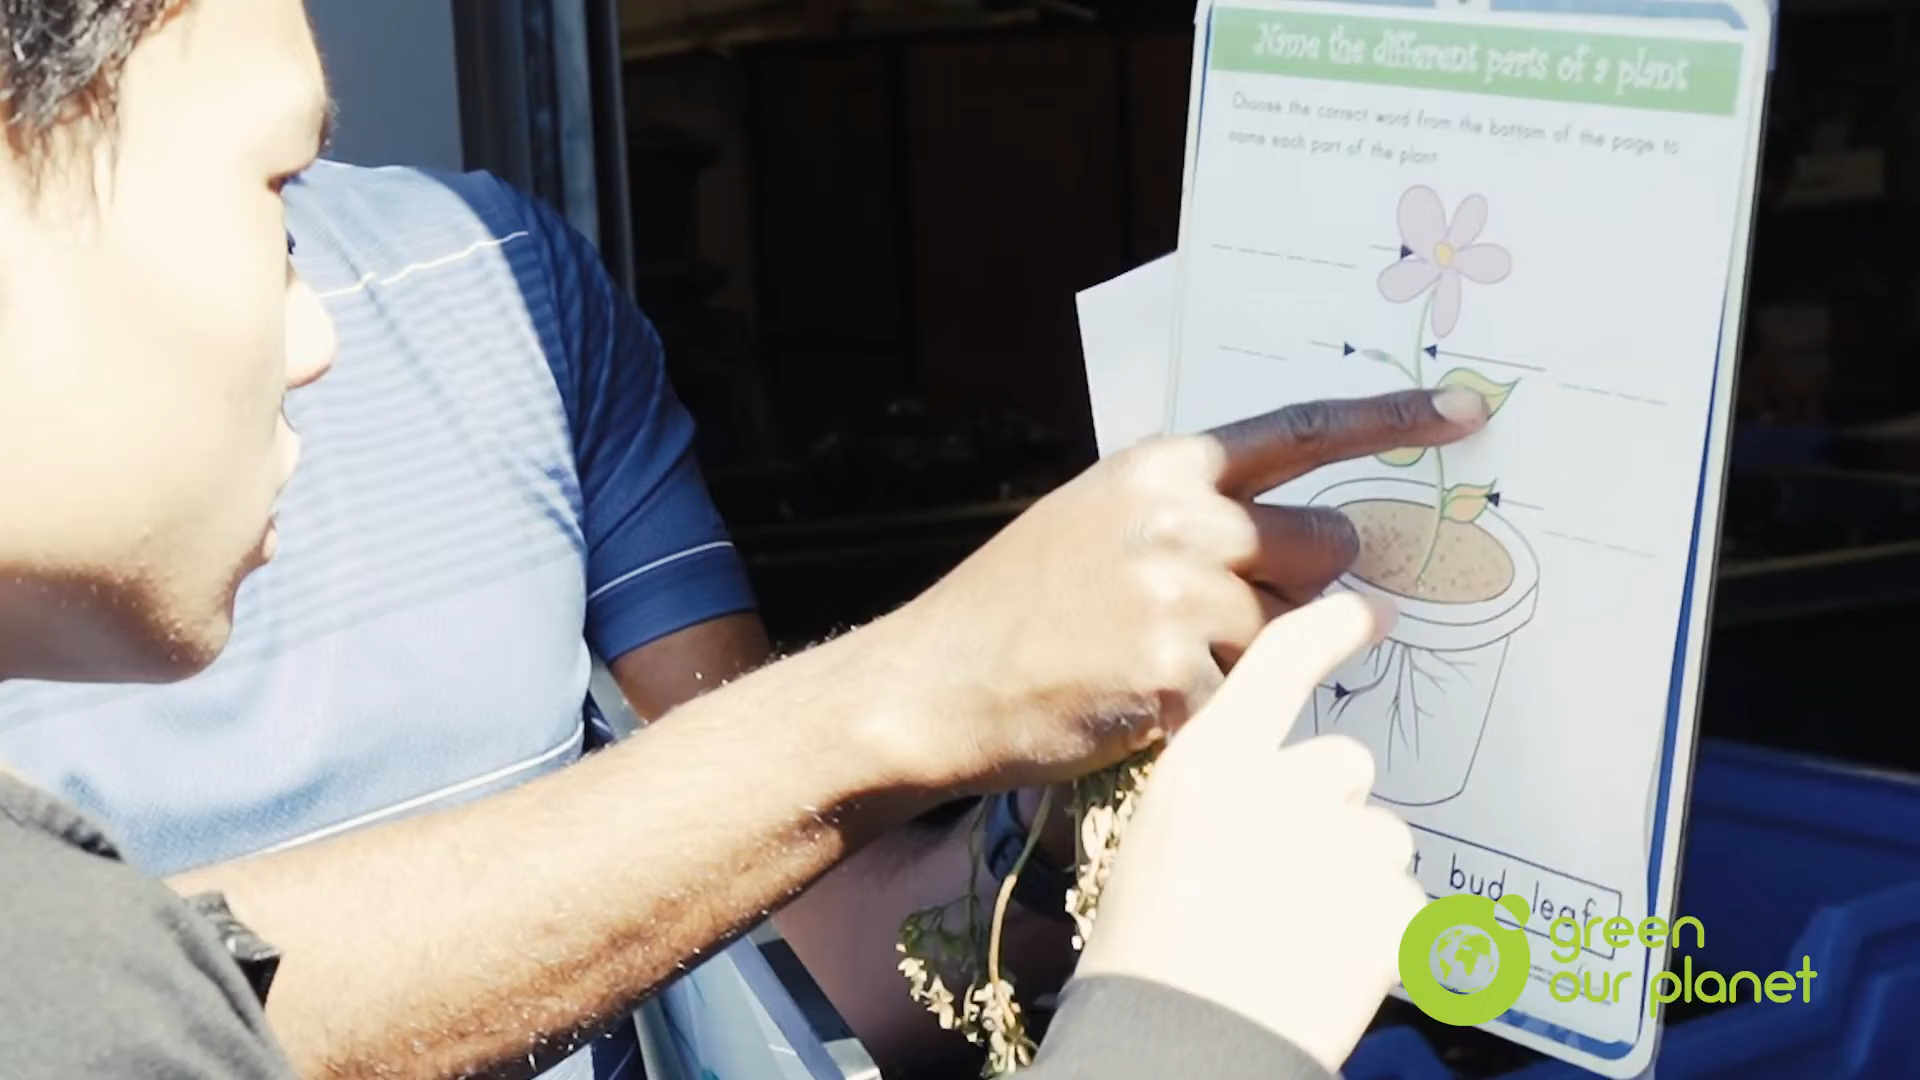 Name the different parts of a plant
Choose the correct word from the bottom of the page to
name each part of the plant
bud leaf
green
our planet